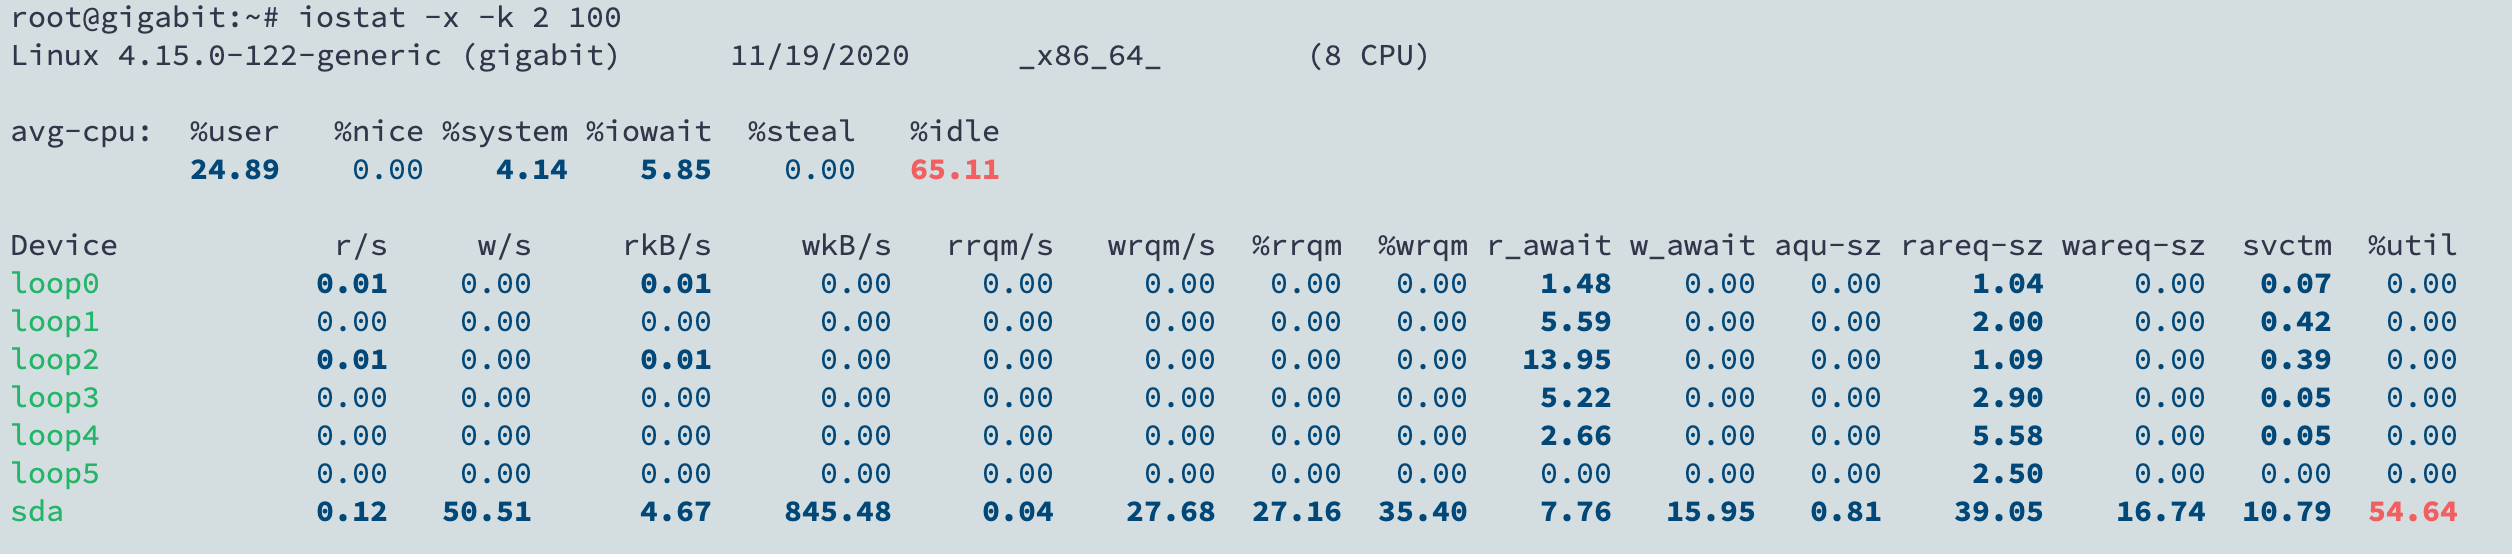 root@gigabit:~# iostat -x -k 2 100
Linux 4.15.0-122-generic (gigabit)      11/19/2020      _x86_64_        (8 CPU)

avg-cpu:  %user   %nice %system %iowait  %steal   %idle
          24.89    0.00    4.14    5.85    0.00   65.11

Device            r/s     w/s     rkB/s     wkB/s   rrqm/s   wrqm/s  %rrqm  %wrqm r_await w_await aqu-sz rareq-sz wareq-sz  svctm  %util
loop0            0.01    0.00      0.01      0.00     0.00     0.00   0.00   0.00    1.48    0.00   0.00     1.04     0.00   0.07   0.00
loop1            0.00    0.00      0.00      0.00     0.00     0.00   0.00   0.00    5.59    0.00   0.00     2.00     0.00   0.42   0.00
loop2            0.01    0.00      0.01      0.00     0.00     0.00   0.00   0.00   13.95    0.00   0.00     1.09     0.00   0.39   0.00
loop3            0.00    0.00      0.00      0.00     0.00     0.00   0.00   0.00    5.22    0.00   0.00     2.90     0.00   0.05   0.00
loop4            0.00    0.00      0.00      0.00     0.00     0.00   0.00   0.00    2.66    0.00   0.00     5.58     0.00   0.05   0.00
loop5            0.00    0.00      0.00      0.00     0.00     0.00   0.00   0.00    0.00    0.00   0.00     2.50     0.00   0.00   0.00
sda              0.12   50.51      4.67    845.48     0.04    27.68  27.16  35.40    7.76   15.95   0.81    39.05    16.74  10.79  54.64